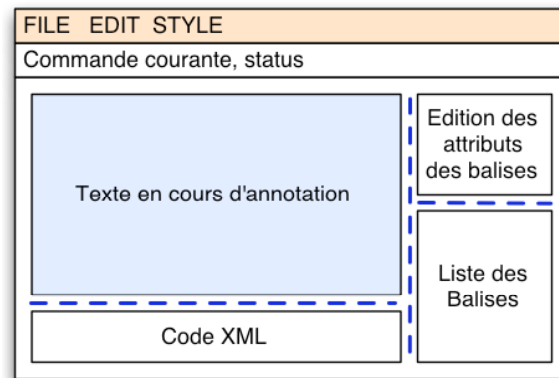 FILE EDIT STYLE
Commande courante, status
Texte en cours d'annotation
Code XML
Edition des
attributs
des balises
Liste des
Balises